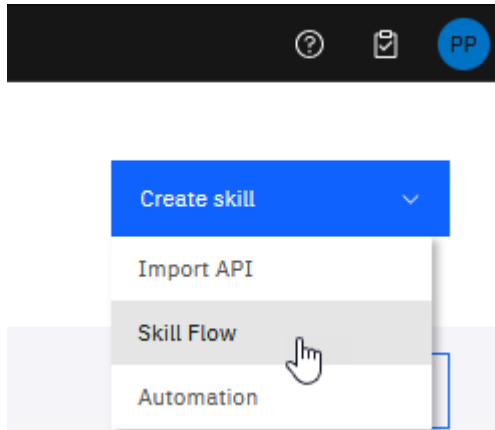 PP
Create skill
Import API
Skill Flow
Automation